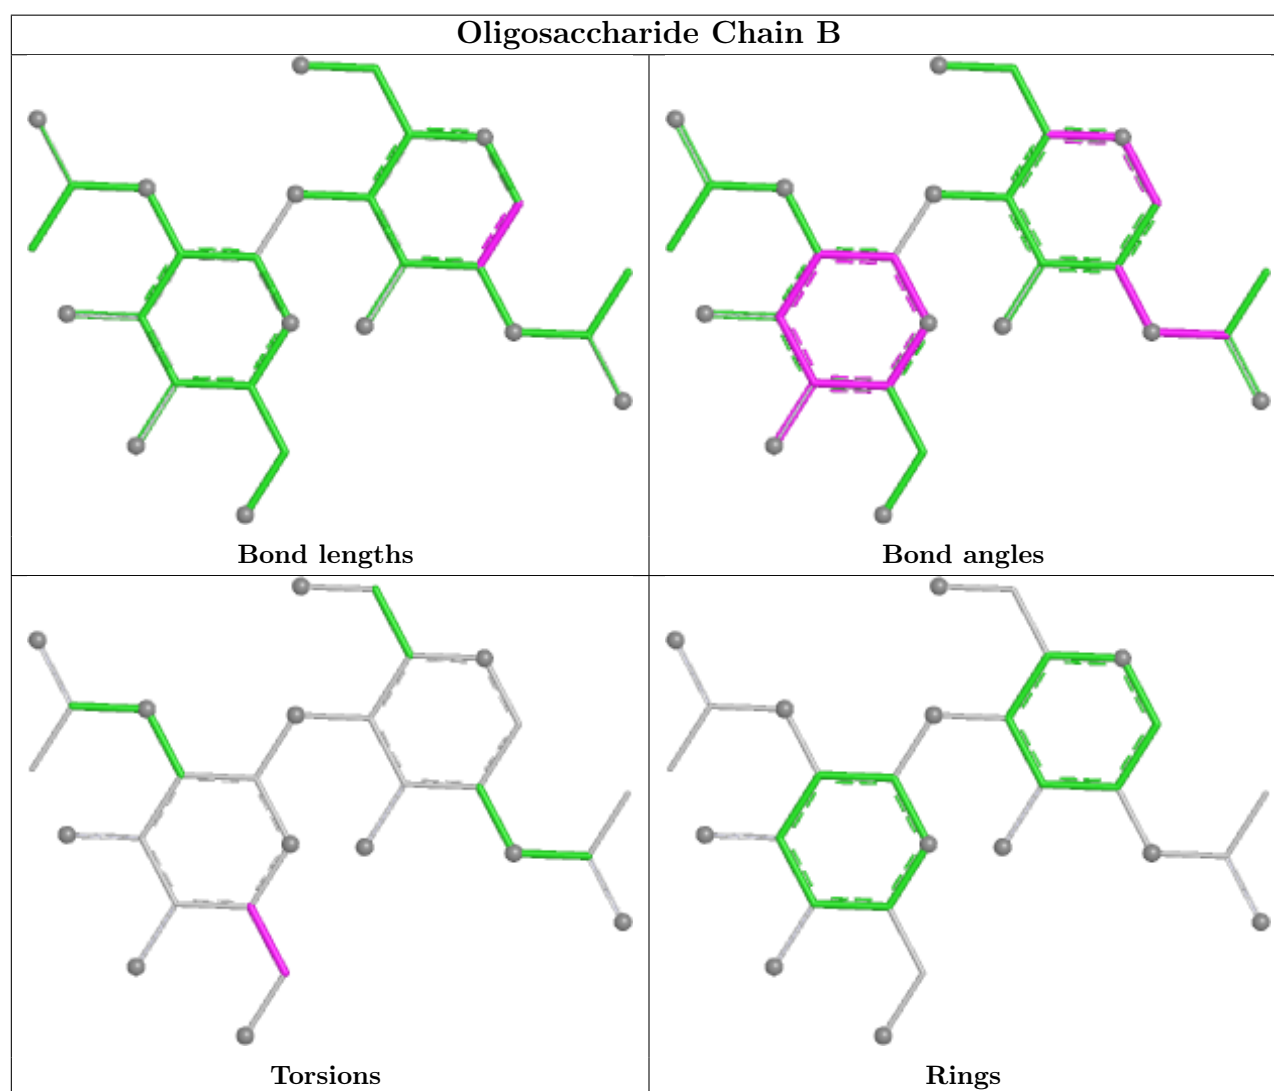 Oligosaccharide Chain B
Bond lengths
Bond angles
Torsions
Rings